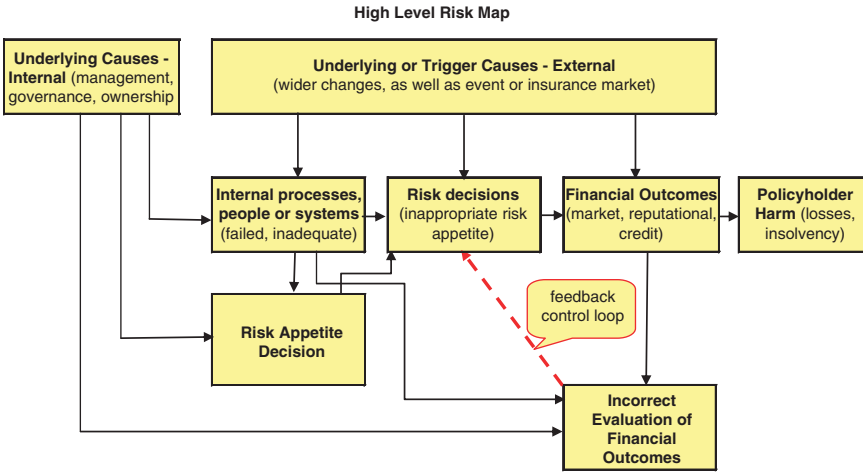 High Level Risk Map
Underlying Causes -
Internal (management,
governance, ownership
Underlying or Trigger Causes - External
(wider changes, as well as event or insurance market)
Internal processes,
people or systems
(failed, inadequate)
Risk decisions
(inappropriate risk
appetite)
Financial Outcomes
(market, reputational,
credit)
Policyholder
Harm (losses,
insolvency)
Risk Appetite
Decision
feedback
control loop
Incorrect
Evaluation of
Financial
Outcomes